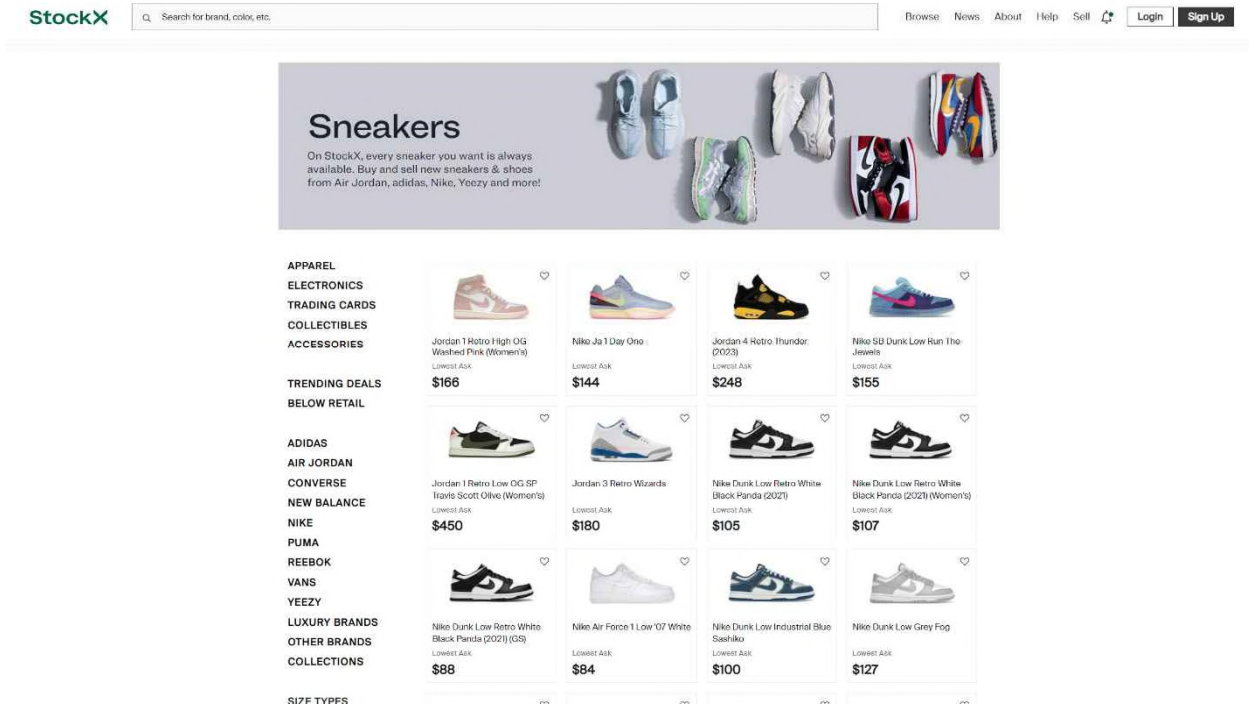 StockX
Search for brand, color, etc.
Browse News About Help Sell Login Sign Up
Sneakers
On StockX, every sneaker you want is always
available. Buy and sell new sneakers & shoes
from Air Jordan, adidas, Nike, Yeezy and more!
APPAREL
ELECTRONICS
TRADING CARDS
COLLECTIBLES
ACCESSORIES
TRENDING DEALS
BELOW RETAIL
ADIDAS
AIR JORDAN
CONVERSE
NEW BALANCE
NIKE
PUMA
REEBOK
VANS
YEEZY
LUXURY BRANDS
OTHER BRANDS
COLLECTIONS
SIZE TYPES
Jordan 1 Retro High OG
Washed Pink (Women's)
Lowest Ask
$166
Nike Ja 1 Day One
Lowest Ask
$144
Jordan 4 Retro Thunder
(2023)
Lowest Ask
$248
Nike SB Dunk Low Run The
Jewels
Lowest Ask
$155
Jordan 1 Retro Low OG SP
Travis Scott Olive (Women's)
Lowest Ask
$450
Jordan 3 Retro Wizards
Lowest Ask
$180
Nike Dunk Low Retro White
Black Panda (2021)
Lowest Ask
$105
Nike Dunk Low Retro White
Black Panda (2021) (Women's)
Lowest Ask
$107
Nike Dunk Low Retro White
Black Panda (2021) (GS)
Lowest Ask
$88
Nike Air Force 1 Low '07 White
Lowest Ask
$84
Nike Dunk Low Industrial Blue
Sashiko
Lowest Ask
$100
Nike Dunk Low Grey Fog
Lowest Ask
$127